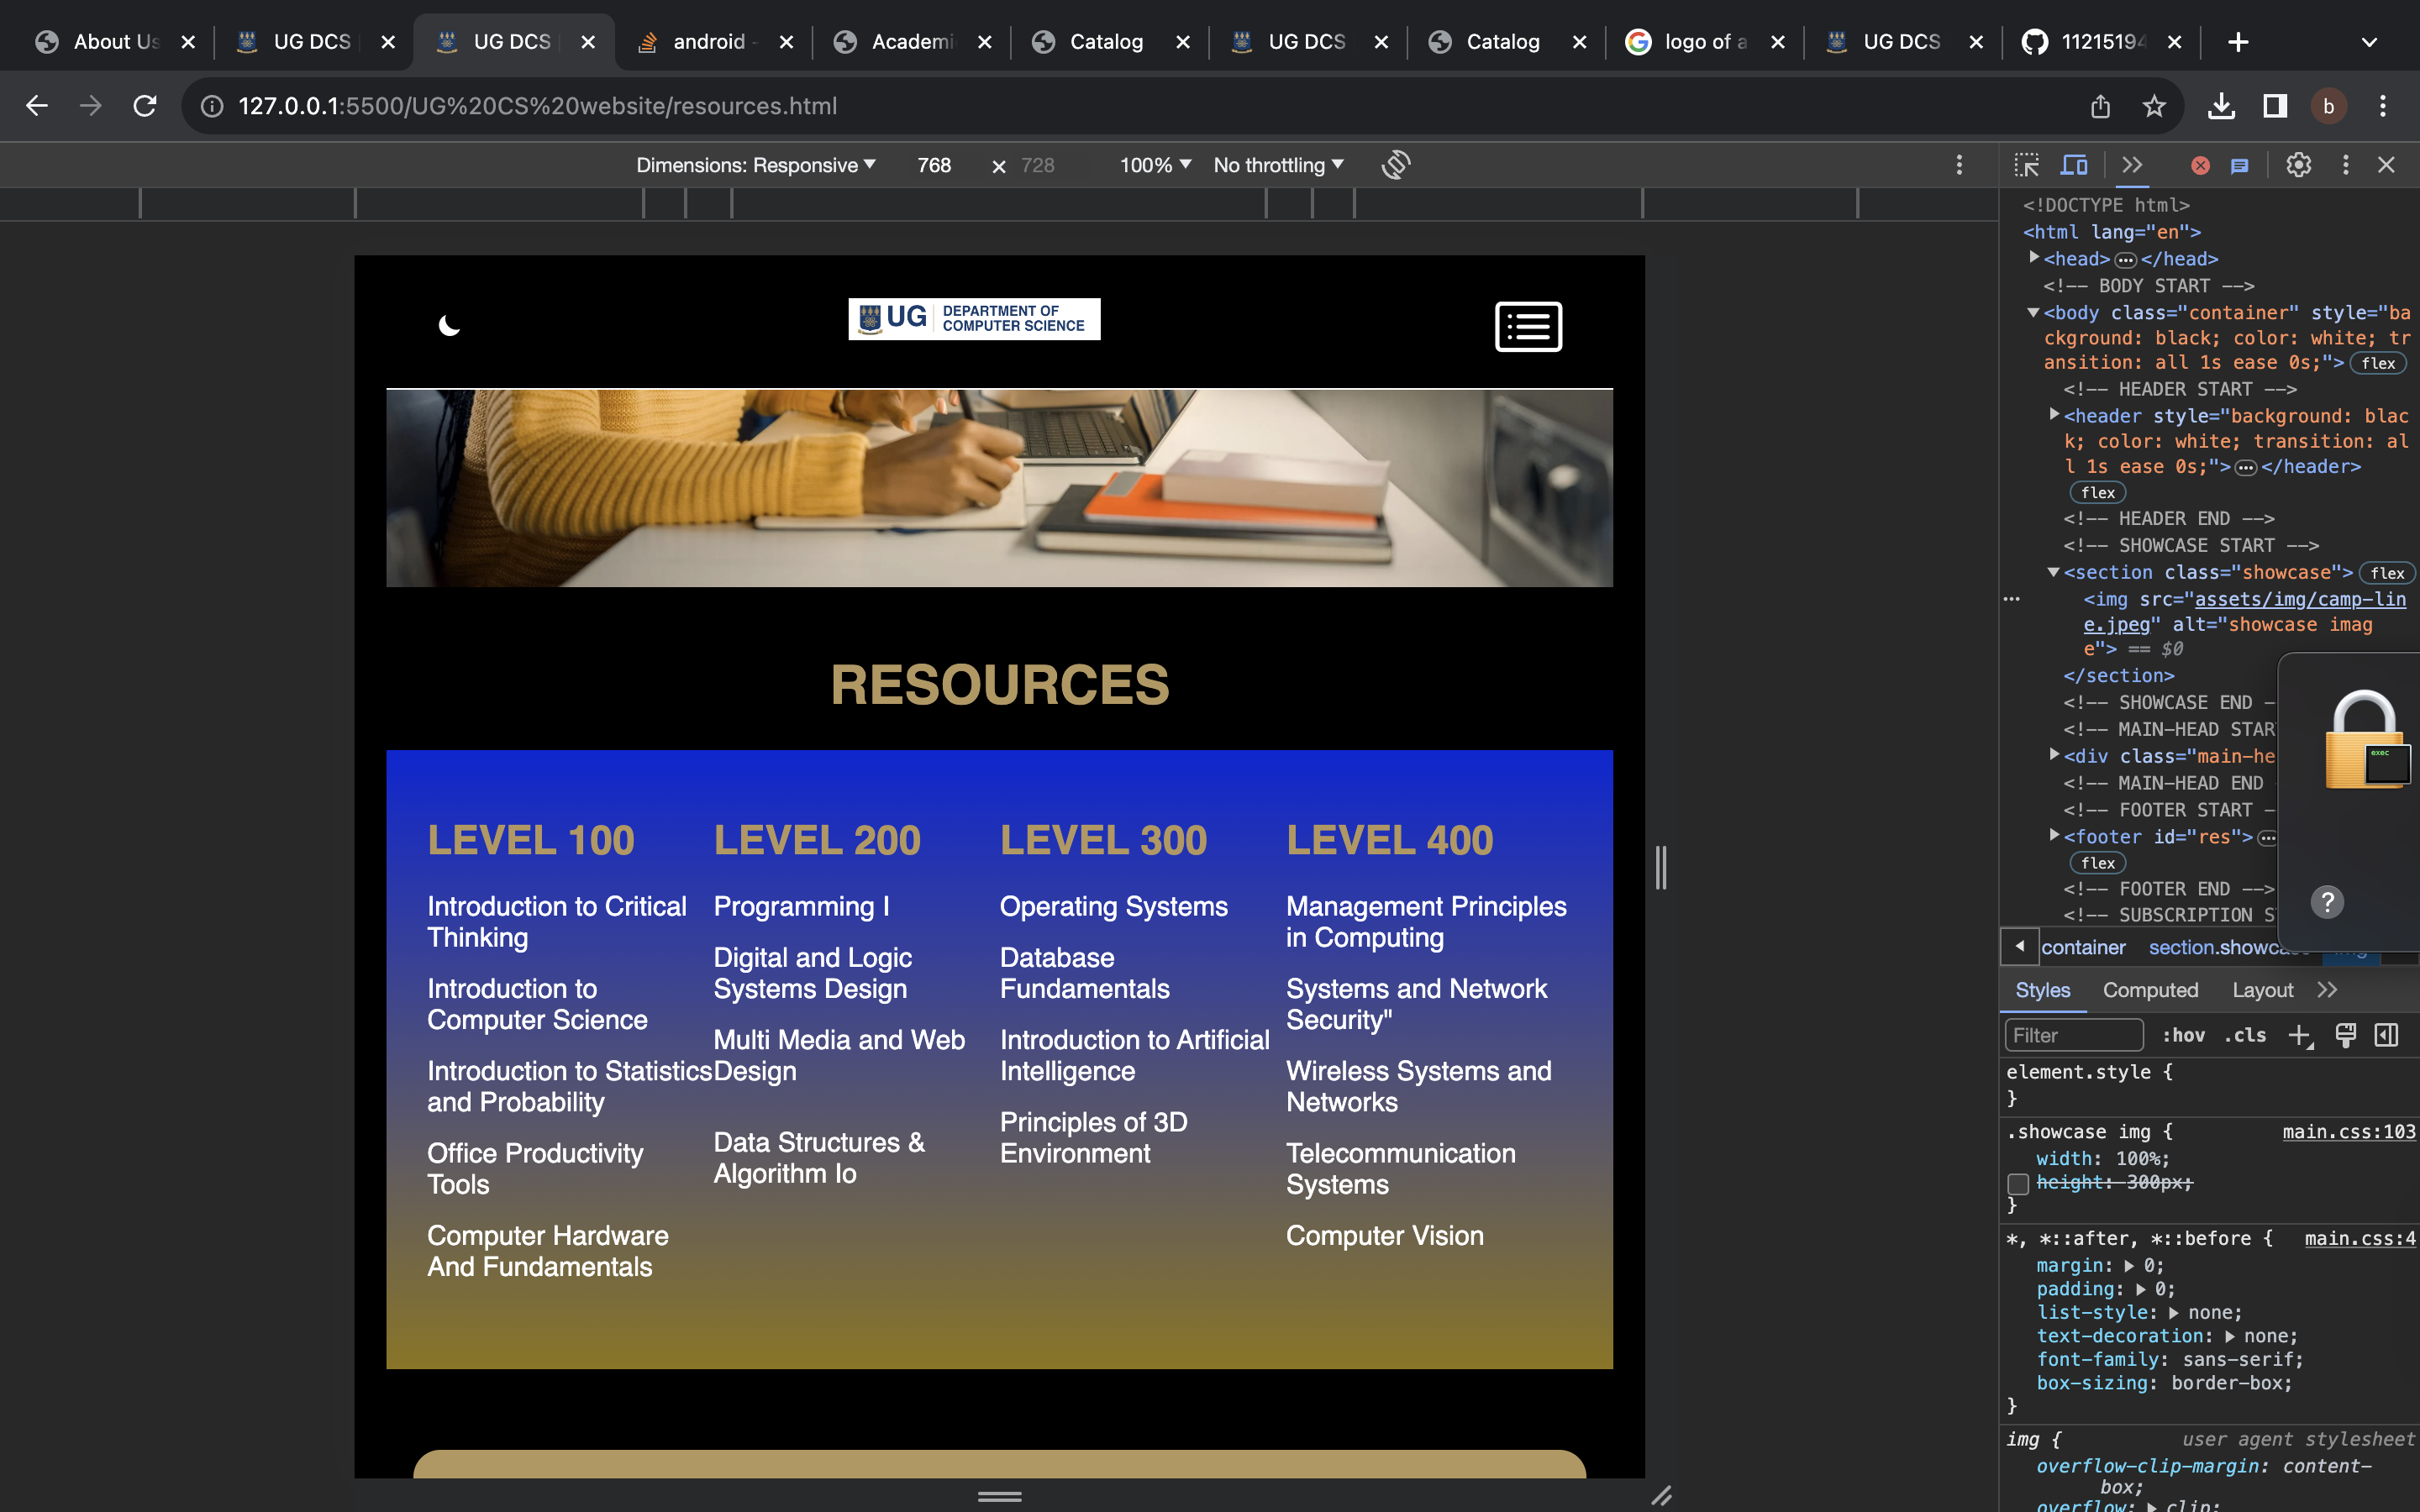 About Us
UG DCS
UG DCS
android -
Academi
Catalog
UG DCS
Catalog
logo of a
UG DCS
11215194
127.0.0.1:5500/UG%20CS%20website/resources.html
b
Dimensions: Responsive 768 × 728 100% No throttling
UG DEPARTMENT OF
COMPUTER SCIENCE
RESOURCES
LEVEL 100
Introduction to Critical
Thinking
Introduction to
Computer Science
Introduction to Statistics
and Probability
Office Productivity
Tools
Computer Hardware
And Fundamentals
LEVEL 200
Programming I
Digital and Logic
Systems Design
Multi Media and Web
Design
Data Structures &
Algorithm Io
LEVEL 300
Operating Systems
Database
Fundamentals
Introduction to Artificial
Intelligence
Principles of 3D
Environment
LEVEL 400
Management Principles
in Computing
Systems and Network
Security"
Wireless Systems and
Networks
Telecommunication
Systems
Computer Vision
<!DOCTYPE html>
<html lang="en">
<head>…</head>
<!-- BODY START -->
<body class="container" style="ba
ckground: black; color: white; tr
ansition: all 1s ease 0s;"> flex
<!-- HEADER START -->
<header style="background: blac
k; color: white; transition: al
l 1s ease 0s;">…</header>
flex
<!-- HEADER END -->
<!-- SHOWCASE START -->
<section class="showcase"> flex
<img src="assets/img/camp-lin
e.jpeg" alt="showcase imag
e"> == $0
</section>
<!-- SHOWCASE END -
<!-- MAIN-HEAD STAR
<div class="main-he
<!-- MAIN-HEAD END
<!-- FOOTER START -
<footer id="res">…
flex
<!-- FOOTER END -->
<!-- SUBSCRIPTION S
exec
?
container section.showcase img
Styles Computed Layout
Filter :hov .cls
element.style {
}
.showcase img { main.css:103
width: 100%;
height: 300px;
}
*, *::after, *::before { main.css:4
margin: 0;
padding: 0;
list-style: none;
text-decoration: none;
font-family: sans-serif;
box-sizing: border-box;
}
img { user agent stylesheet
overflow-clip-margin: content-
box;
overflow: clip;